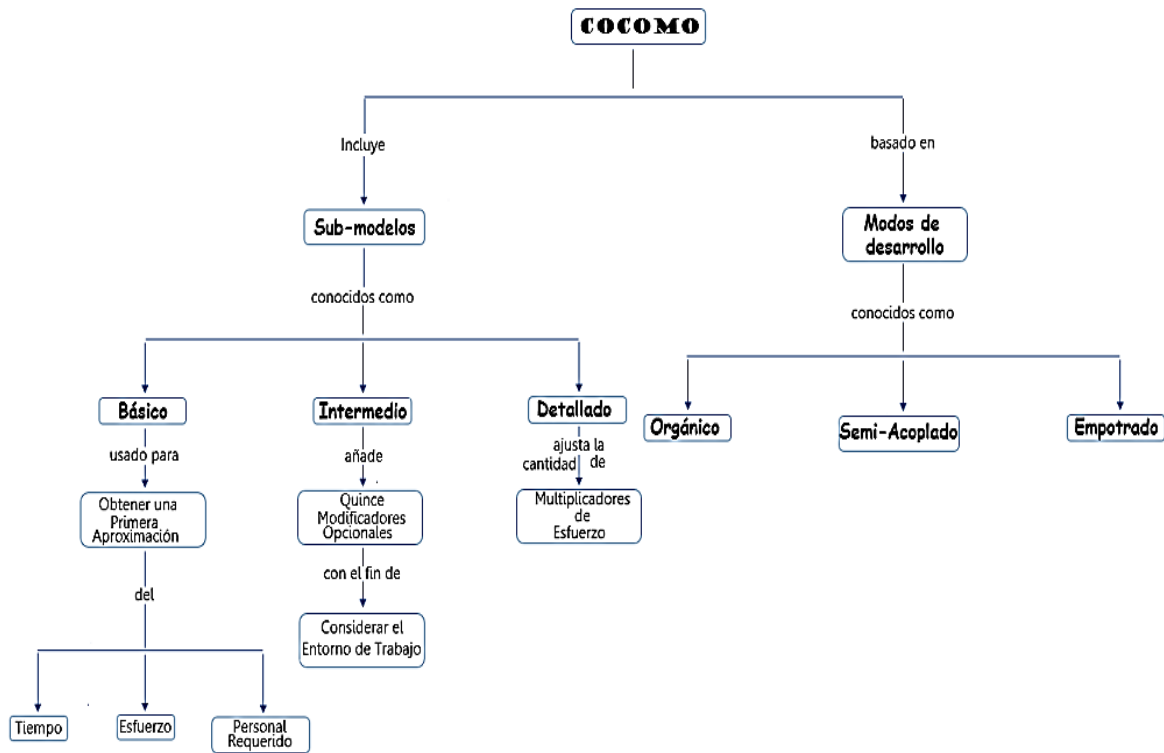 COCOMO
Incluye
basado en
Sub-modelos
Modos de
desarrollo
conocidos como
conocidos como
Básico
Intermedio
Detallado
Orgánico
Semi-Acoplado
Empotrado
usado para
añade
ajusta la
cantidad de
Obtener una
Primera
Aproximación
Quince
Modificadores
Opcionales
Multiplicadores
de
Esfuerzo
del
con el fin de
Considerar el
Entorno de Trabajo
Tiempo
Esfuerzo
Personal
Requerido